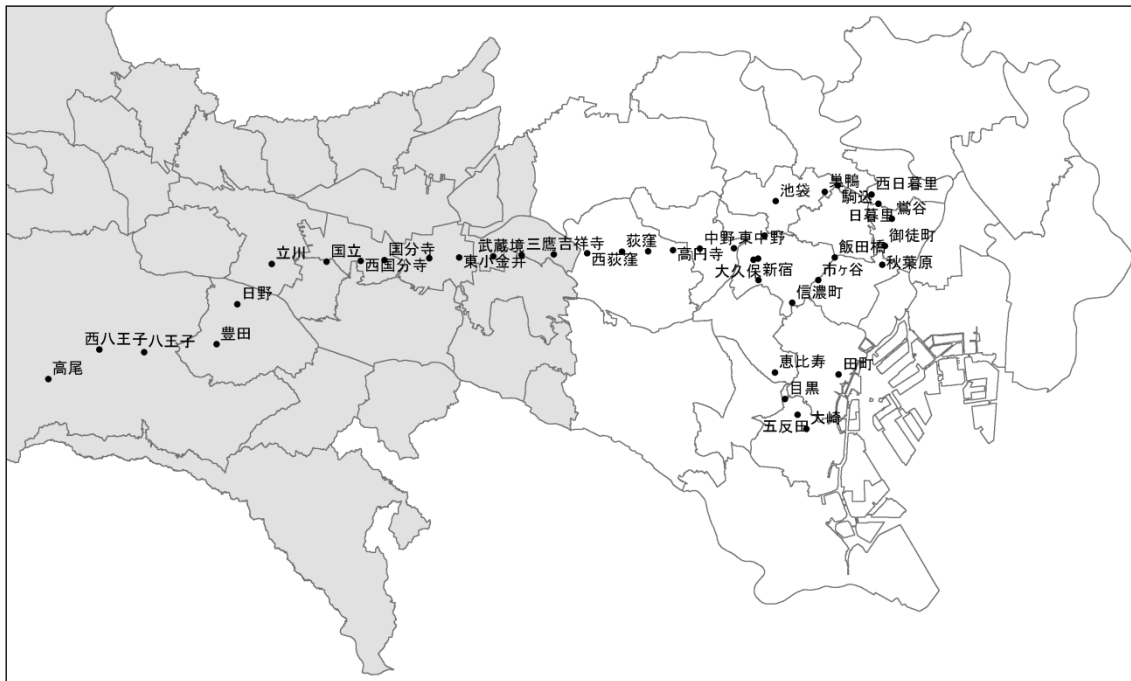 巣鴨
西日暮里
池袋
駒込
日暮里
鶯谷
御徒町
国分寺
武蔵境
三鷹
吉祥寺
荻窪
中野
東中野
飯田橋
立川
国立
西国分寺
東小金井
西荻窪
高円寺
大久保
新宿
市ヶ谷
秋葉原
日野
信濃町
豊田
西八王子
八王子
高尾
恵比寿
田町
目黒
五反田
大崎